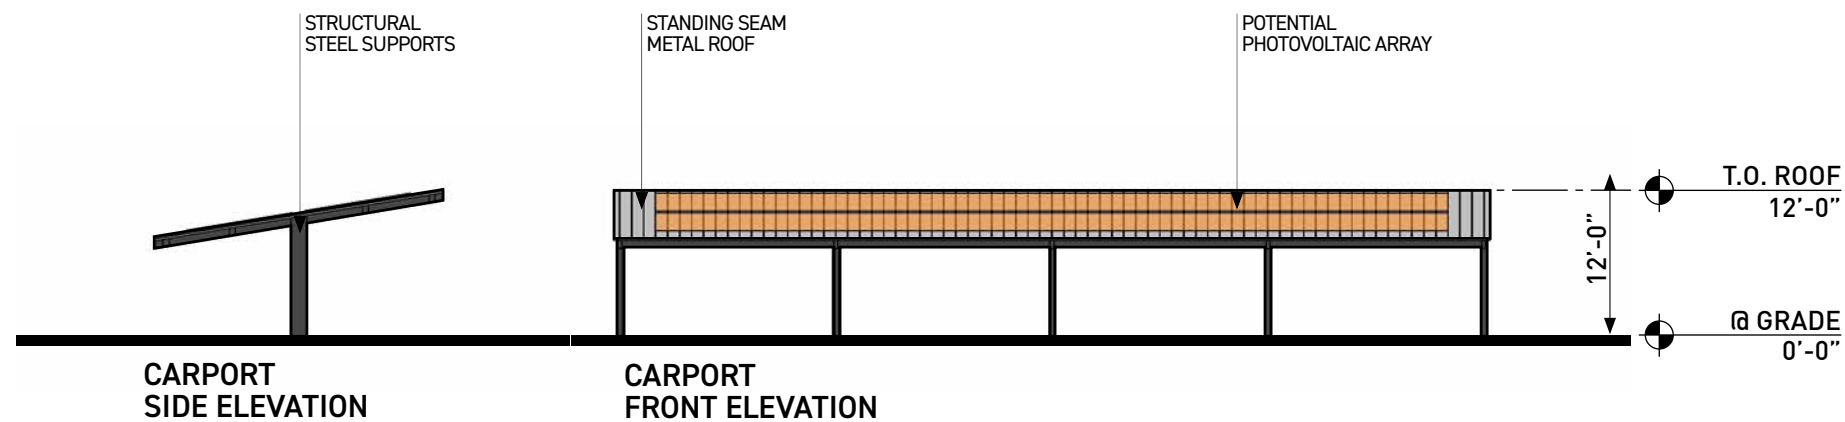 STRUCTURAL
STEEL SUPPORTS
STANDING SEAM
METAL ROOF
POTENTIAL
PHOTOVOLTAIC ARRAY
T.O. ROOF
12’-0”
12’-0”
@ GRADE
0’-0”
CARPORT
SIDE ELEVATION
CARPORT
FRONT ELEVATION